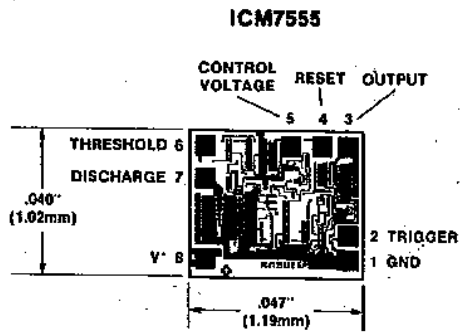 ICM7555
CONTROL
VOLTAGE
RESET
OUTPUT
5 4 3
THRESHOLD 6
DISCHARGE 7
.040"
(1.02mm)
2 TRIGGER
V+ 8
1 GND
.047"
(1.19mm)